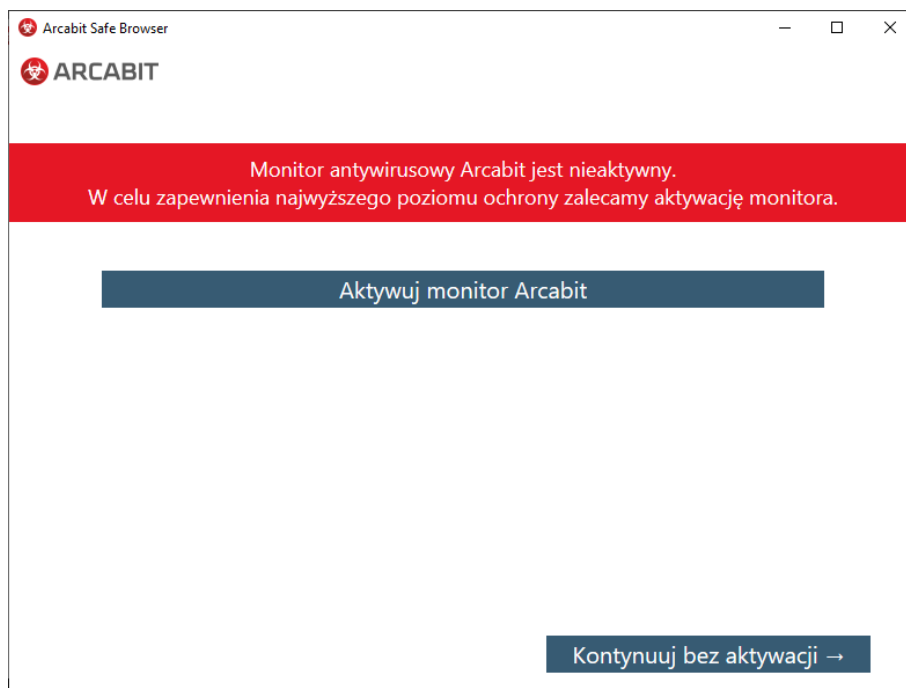 Arcabit Safe Browser
ARCABIT
Monitor antywirusowy Arcabit jest nieaktywny.
W celu zapewnienia najwyższego poziomu ochrony zalecamy aktywację monitora.
Aktywuj monitor Arcabit
Kontynuuj bez aktywacji →